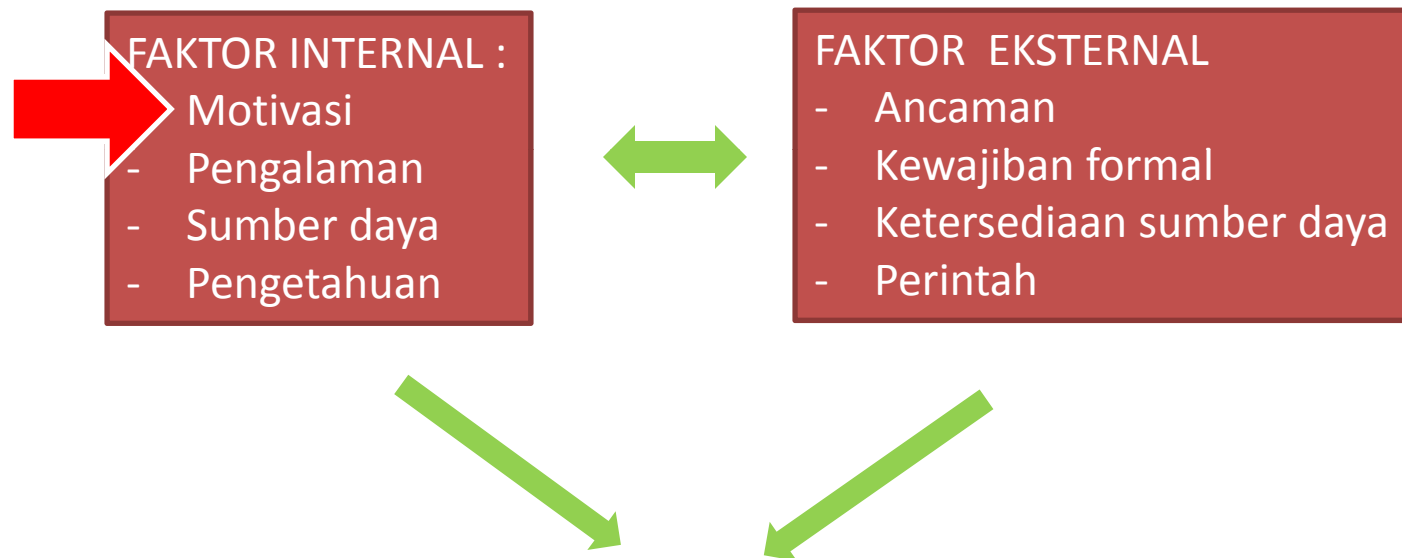 FAKTOR INTERNAL :
Motivasi
- Pengalaman
- Sumber daya
- Pengetahuan
FAKTOR EKSTERNAL
- Ancaman
- Kewajiban formal
- Ketersediaan sumber daya
- Perintah